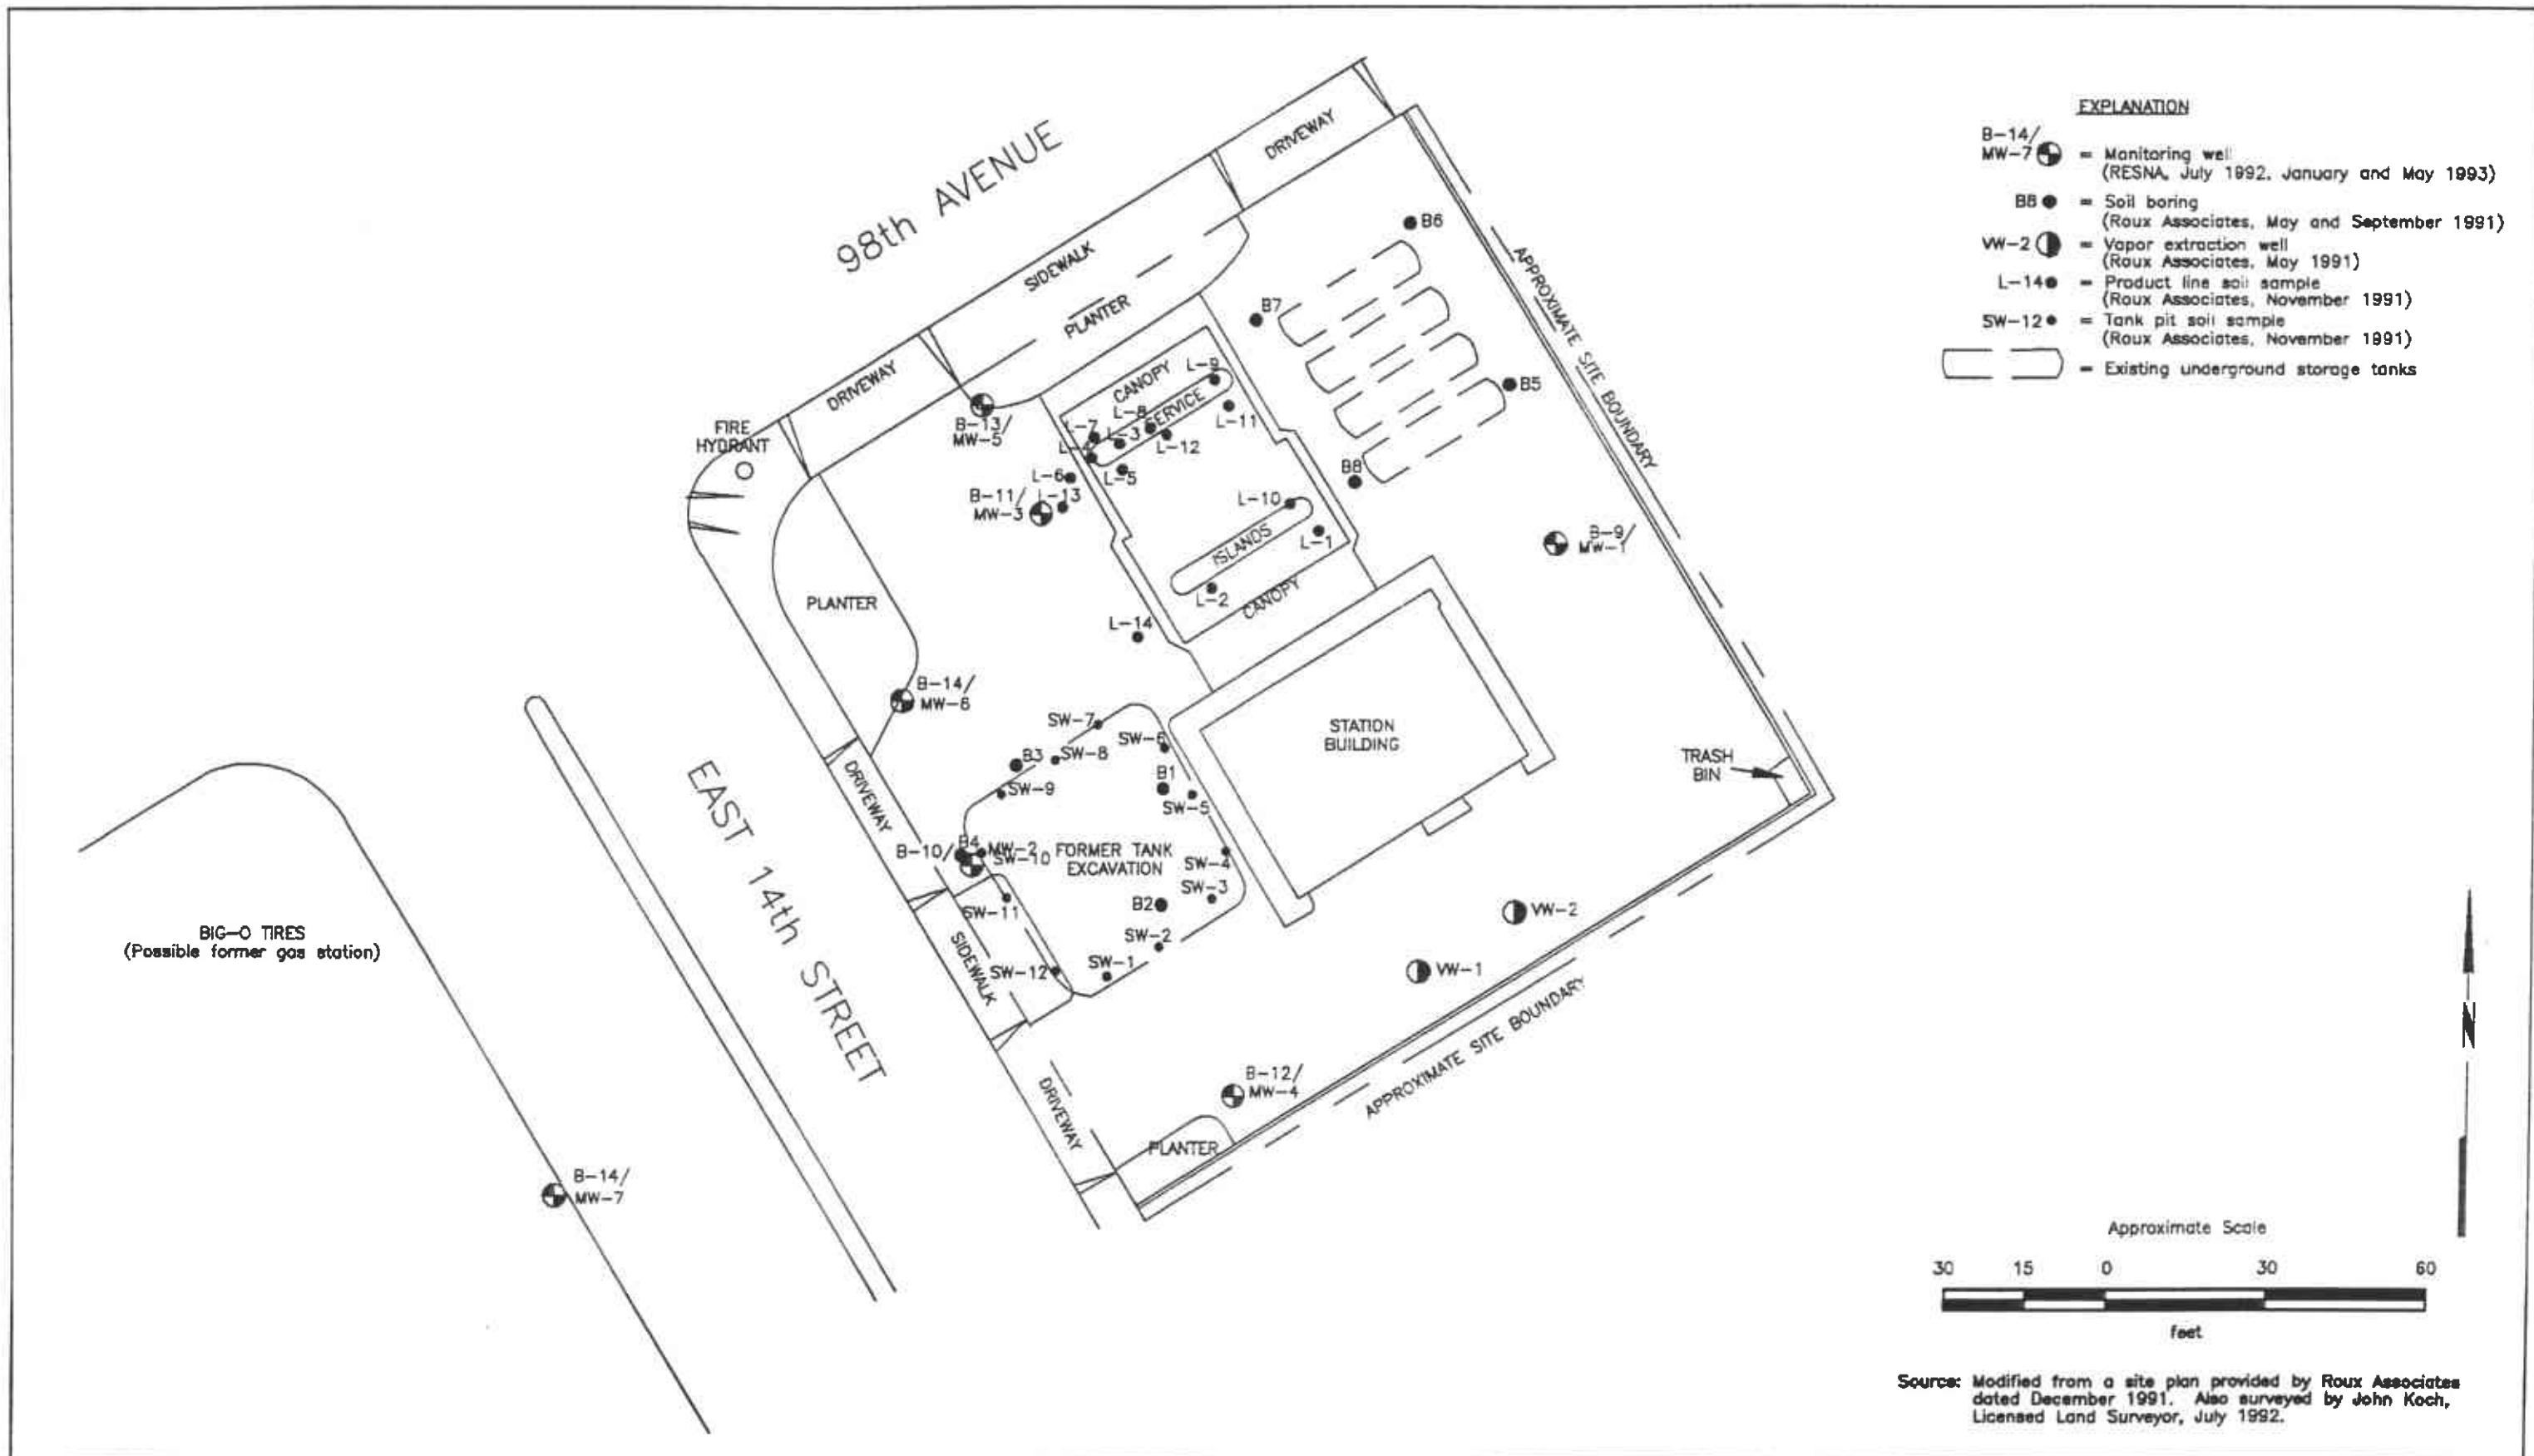 EXPLANATION
B-14/
MW-7 = Monitoring well
(RESNA, July 1992, January and May 1993)
B8 = Soil boring
(Roux Associates, May and September 1991)
VW-2 = Vapor extraction well
(Roux Associates, May 1991)
L-14 = Product line soil sample
(Roux Associates, November 1991)
SW-12 = Tank pit soil sample
(Roux Associates, November 1991)
= Existing underground storage tanks
98th AVENUE
DRIVEWAY
SIDEWALK
PLANTER
DRIVEWAY
FIRE
HYDRANT
B-13/
MW-5
B6
B7
B5
B8
APPROXIMATE SITE BOUNDARY
CANOPY
L-9
L-8
SERVICE
L-7
L-3
L-4
L-12
L-11
L-6
L-5
B-11/
MW-3
L-13
L-10
ISLANDS
L-1
L-2
CANOPY
B-9/
MW-1
PLANTER
L-14
B-14/
MW-6
SW-7
SW-6
B3
SW-8
B1
SW-9
SW-5
STATION
BUILDING
TRASH
BIN
DRIVEWAY
B-10/
B4
MW-2
SW-10
FORMER TANK
EXCAVATION
SW-4
SW-3
B2
SW-11
SW-2
SW-12
SW-1
SIDEWALK
VW-2
VW-1
EAST 14th STREET
BIG-O TIRES
(Possible former gas station)
APPROXIMATE SITE BOUNDARY
B-12/
MW-4
DRIVEWAY
PLANTER
B-14/
MW-7
N
Approximate Scale
30 15 0 30 60
feet
Source: Modified from a site plan provided by Roux Associates
dated December 1991. Also surveyed by John Koch,
Licensed Land Surveyor, July 1992.